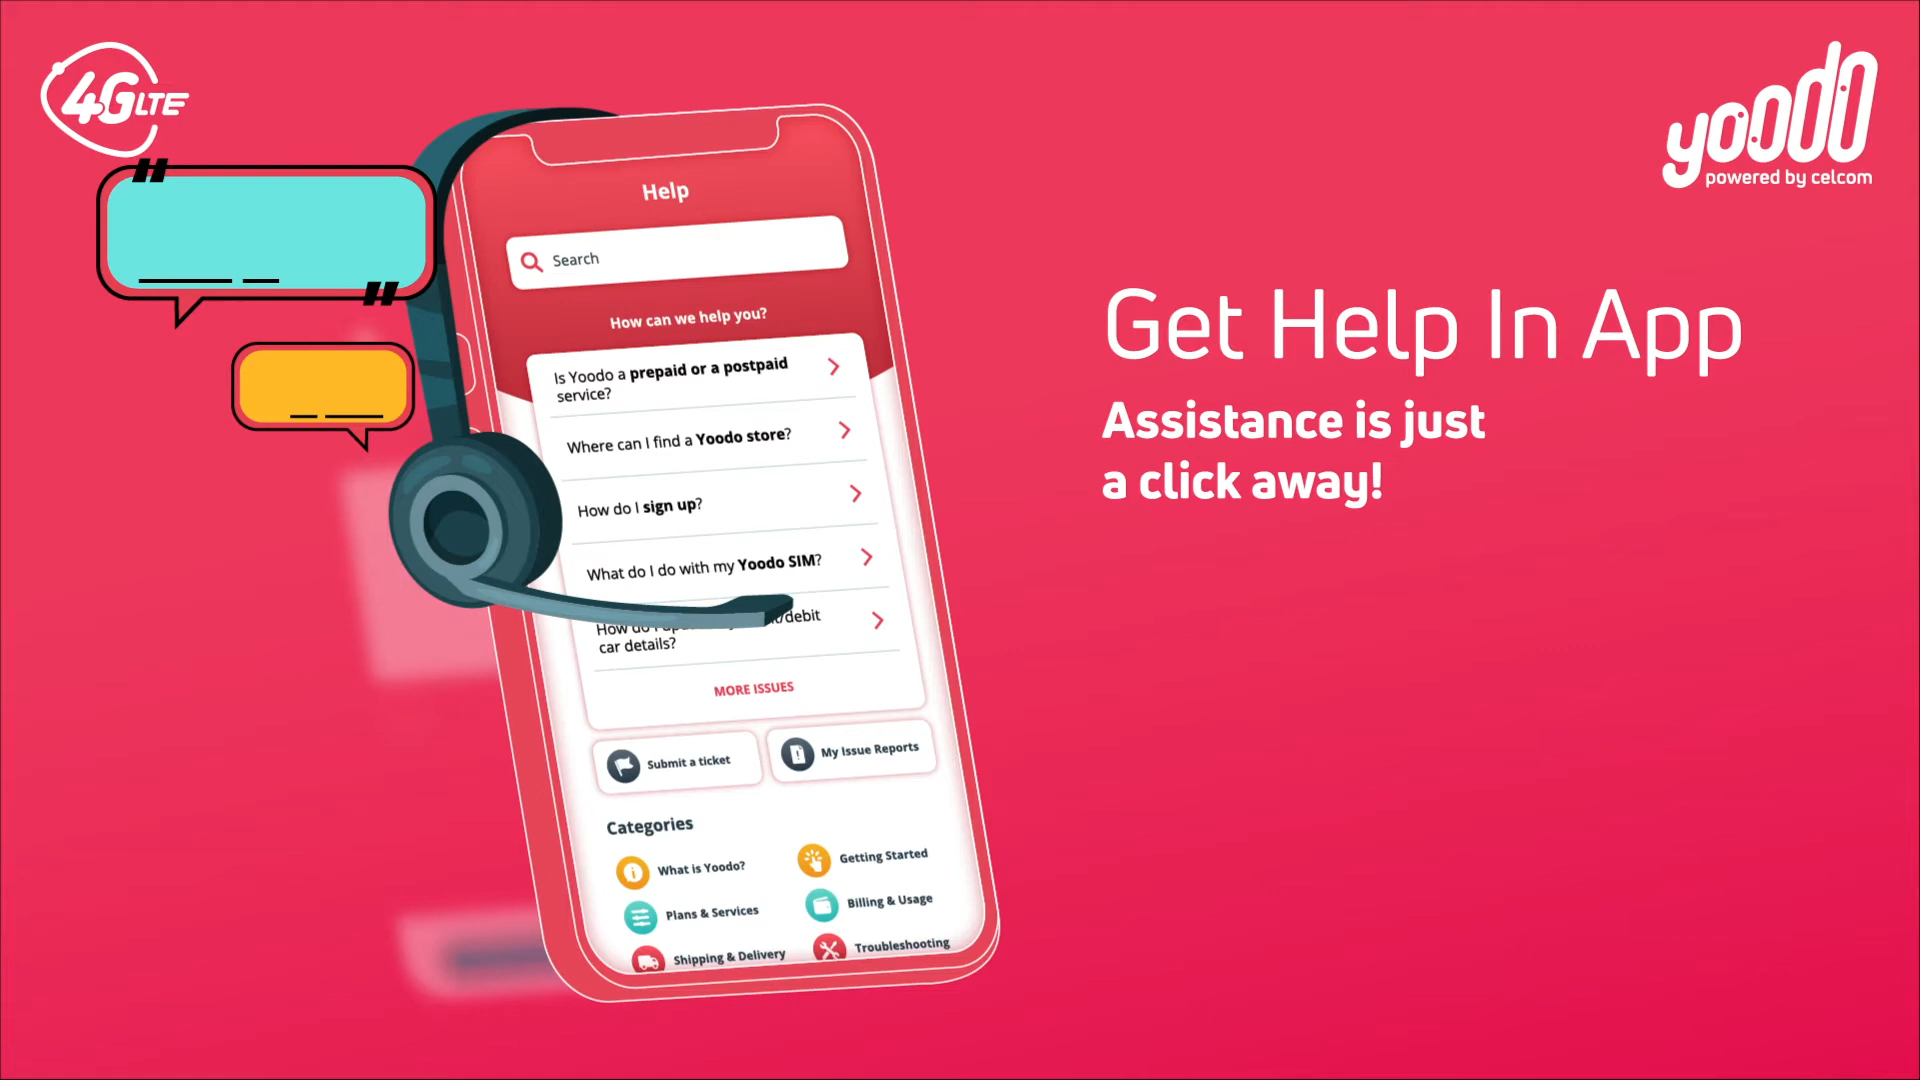 4G LTE
yoodo
powered by celcom
Get Help In App
Assistance is just
a click away!
Help
Search
How can we help you?
Is Yoodo a prepaid or a postpaid
service?
Where can I find a Yoodo store?
How do I sign up?
What do I do with my Yoodo SIM?
How do I /debit
car details?
MORE ISSUES
Submit a ticket
My Issue Reports
Categories
What is Yoodo?
Getting Started
Plans & Services
Billing & Usage
Shipping & Delivery
Troubleshooting